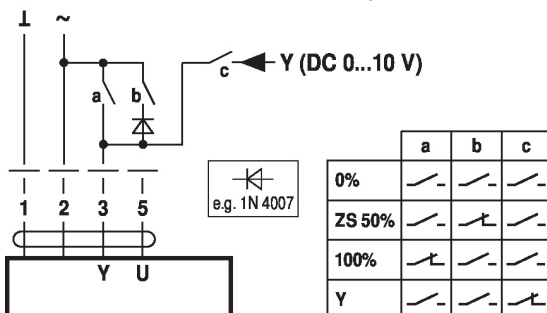 ⊥ ~
Y (DC 0...10 V)
c
a b
1 2 3 5
e.g. 1N 4007
Y U
a b c
0%
ZS 50%
100%
Y